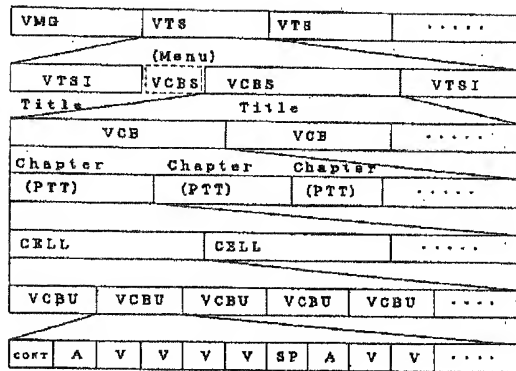 VMG VTS VTS .....
(Menu)
VTSI VCBS VCBS VTSI
Title Title
VCB VCB .....
Chapter Chapter Chapter
(PTT) (PTT) (PTT) .....
CELL CELL .....
VCBU VCBU VCBU VCBU VCBU ....
CONT A V V V V SP A V V ....